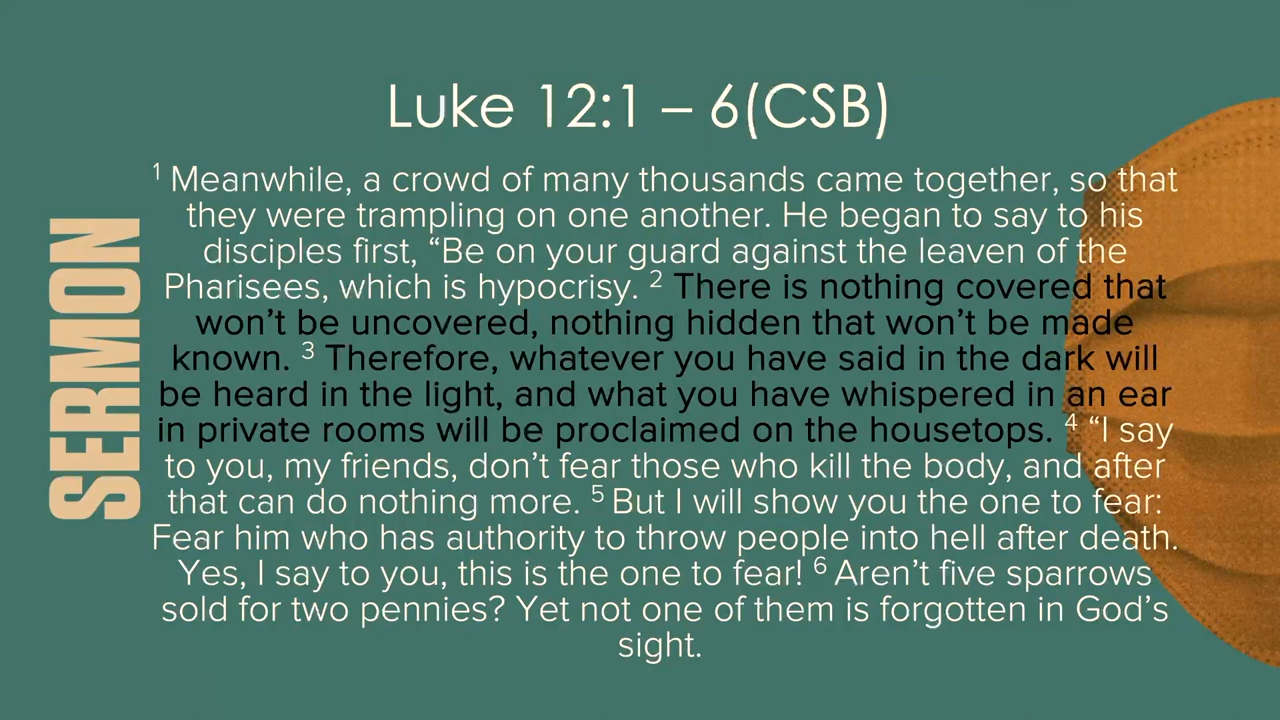 Luke 12:1 – 6(CSB)
1 Meanwhile, a crowd of many thousands came together, so that
they were trampling on one another. He began to say to his
disciples first, “Be on your guard against the leaven of the
Pharisees, which is hypocrisy. 2 There is nothing covered that
won’t be uncovered, nothing hidden that won’t be made
known. 3 Therefore, whatever you have said in the dark will
be heard in the light, and what you have whispered in an ear
in private rooms will be proclaimed on the housetops. 4 “I say
to you, my friends, don’t fear those who kill the body, and after
that can do nothing more. 5 But I will show you the one to fear:
Fear him who has authority to throw people into hell after death.
Yes, I say to you, this is the one to fear! 6 Aren’t five sparrows
sold for two pennies? Yet not one of them is forgotten in God’s
sight.
SERMON